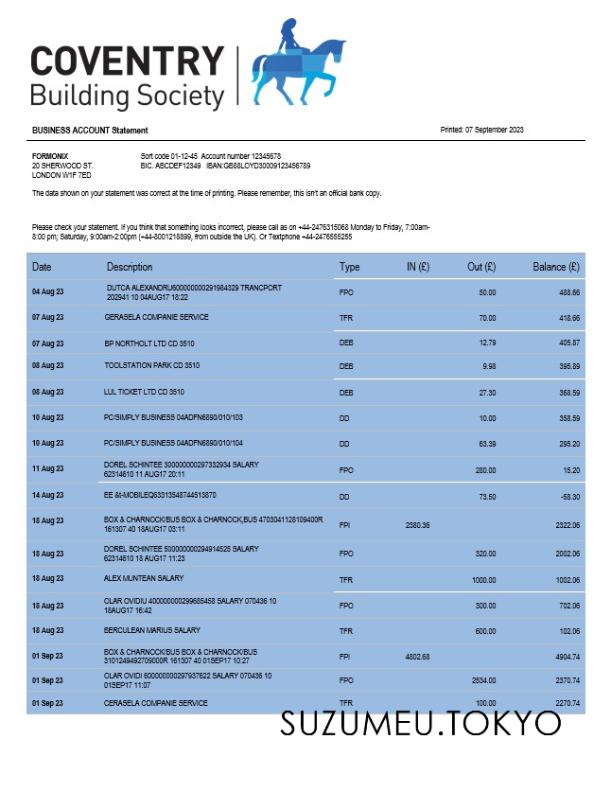 COVENTRY
Building Society
BUSINESS ACCOUNT Statement Printed: 07 September 2023
FORMONIX Sort code 01-12-45 Account number 12345678
20 SHERWOOD ST. BIC. ABCDEF12349 IBAN:GB88LOYD30009123456789
LONDON W1F 7ED
The data shown on your statement was correct at the time of printing. Please remember, this isn't an official bank copy.
Please check your statement. If you think that something looks incorrect, please call as on +44-2476315068 Monday to Friday, 7:00am-
8:00 pm; Saturday, 9:00am-2:00pm (+44-8001218899, from outside the UK). Or Textphone +44-2476555255
Date Description Type IN (£) Out (£) Balance (£)
04 Aug 23 DUTCA ALEXANDRU600000000291984329 TRANCPORT FPO 50.00 488.66
202941 10 04AUG17 18:22
07 Aug 23 GERASELA COMPANIE SERVICE TFR 70.00 418.66
07 Aug 23 BP NORTHOLT LTD CD 3510 DEB 12.79 405.87
08 Aug 23 TOOLSTATION PARK CD 3510 DEB 9.98 395.89
08 Aug 23 LUL TICKET LTD CD 3510 DEB 27.30 368.59
10 Aug 23 PC/SIMPLY BUSINESS 04ADFN6890/010/103 DD 10.00 358.59
10 Aug 23 PC/SIMPLY BUSINESS 04ADFN6890/010/104 DD 63.39 295.20
11 Aug 23 DOREL SCHINTEE 300000000297332934 SALARY FPO 280.00 15.20
62314610 11 AUG17 20:11
14 Aug 23 EE &t-MOBILEQ63313548744513870 DD 73.50 -58.30
18 Aug 23 BOX & CHARNOCK/BUS BOX & CHARNOCK,BUS 4703041128109400R FPI 2380.36 2322.06
161307 40 18AUG17 03:11
18 Aug 23 DOREL SCHINTEE 500000000294914525 SALARY FPO 320.00 2002.06
62314610 18 AUG17 11:23
18 Aug 23 ALEX MUNTEAN SALARY TFR 1000.00 1002.06
18 Aug 23 OLAR OVIDIU 400000000299685458 SALARY 070436 10 FPO 300.00 702.06
18AUG17 16:42
18 Aug 23 BERCULEAN MARIUS SALARY TFR 600.00 102.06
01 Sep 23 BOX & CHARNOCK/BUS BOX & CHARNOCK/BUS FPI 4802.68 4904.74
3101249492709000R 161307 40 01SEP17 10:27
01 Sep 23 OLAR OVIDI 600000000297937622 SALARY 070436 10 FPO 2534.00 2370.74
01SEP17 11:07
01 Sep 23 CERASELA COMPANIE SERVICE TFR 100.00 2270.74
SUZUMEU.TOKYO